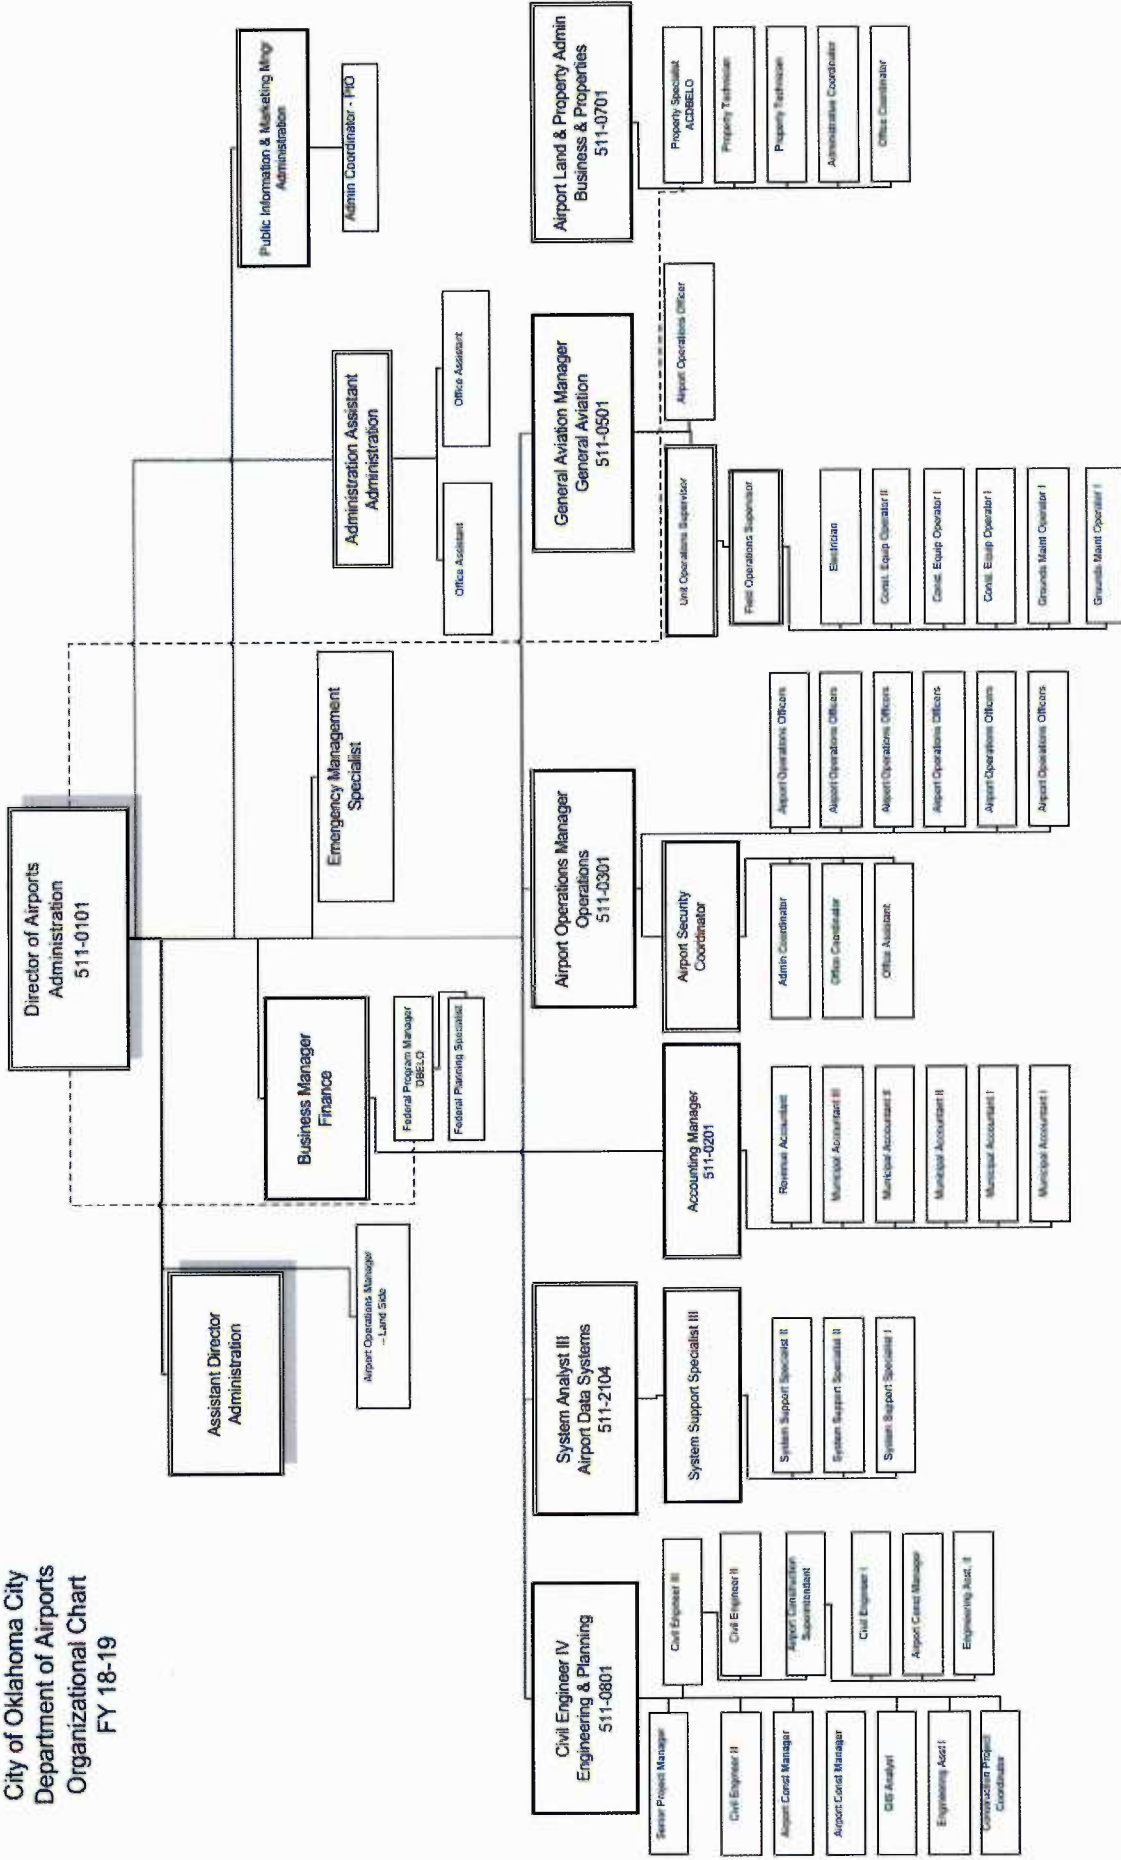 City of Oklahoma City
Department of Airports
Organizational Chart
FY 18-19
Director of Airports
Administration
511-0101
Assistant Director
Administration
Airport Operations Manager
– Land Side
Business Manager
Finance
Federal Program Manager
DBELO
Federal Planning Specialist
Emergency Management
Specialist
Administration Assistant
Administration
Office Assistant
Office Assistant
Public Information & Marketing Mngr
Administration
Admin Coordinator - PIO
Civil Engineer IV
Engineering & Planning
511-0801
Senior Project Manager
Civil Engineer II
Airport Const Manager
Airport Const Manager
GIS Analyst
Engineering Asst I
Construction Project
Coordinator
Civil Engineer III
Civil Engineer II
Airport Construction
Superintendent
Civil Engineer I
Airport Const Manager
Engineering Asst. II
System Analyst III
Airport Data Systems
511-2104
System Support Specialist III
System Support Specialist II
System Support Specialist II
System Support Specialist I
Accounting Manager
511-0201
Revenue Accountant
Municipal Accountant III
Municipal Accountant II
Municipal Accountant II
Municipal Accountant I
Municipal Accountant I
Airport Operations Manager
Operations
511-0301
Airport Security
Coordinator
Admin Coordinator
Office Coordinator
Office Assistant
Airport Operations Officers
Airport Operations Officers
Airport Operations Officers
Airport Operations Officers
Airport Operations Officers
Airport Operations Officers
General Aviation Manager
General Aviation
511-0501
Unit Operations Supervisor
Airport Operations Officer
Field Operations Supervisor
Electrician
Const. Equip Operator II
Const. Equip Operator I
Const. Equip Operator I
Grounds Maint Operator I
Grounds Maint Operator I
Airport Land & Property Admin
Business & Properties
511-0701
Property Specialist
ACDBELO
Property Technician
Property Technician
Administrative Coordinator
Office Coordinator